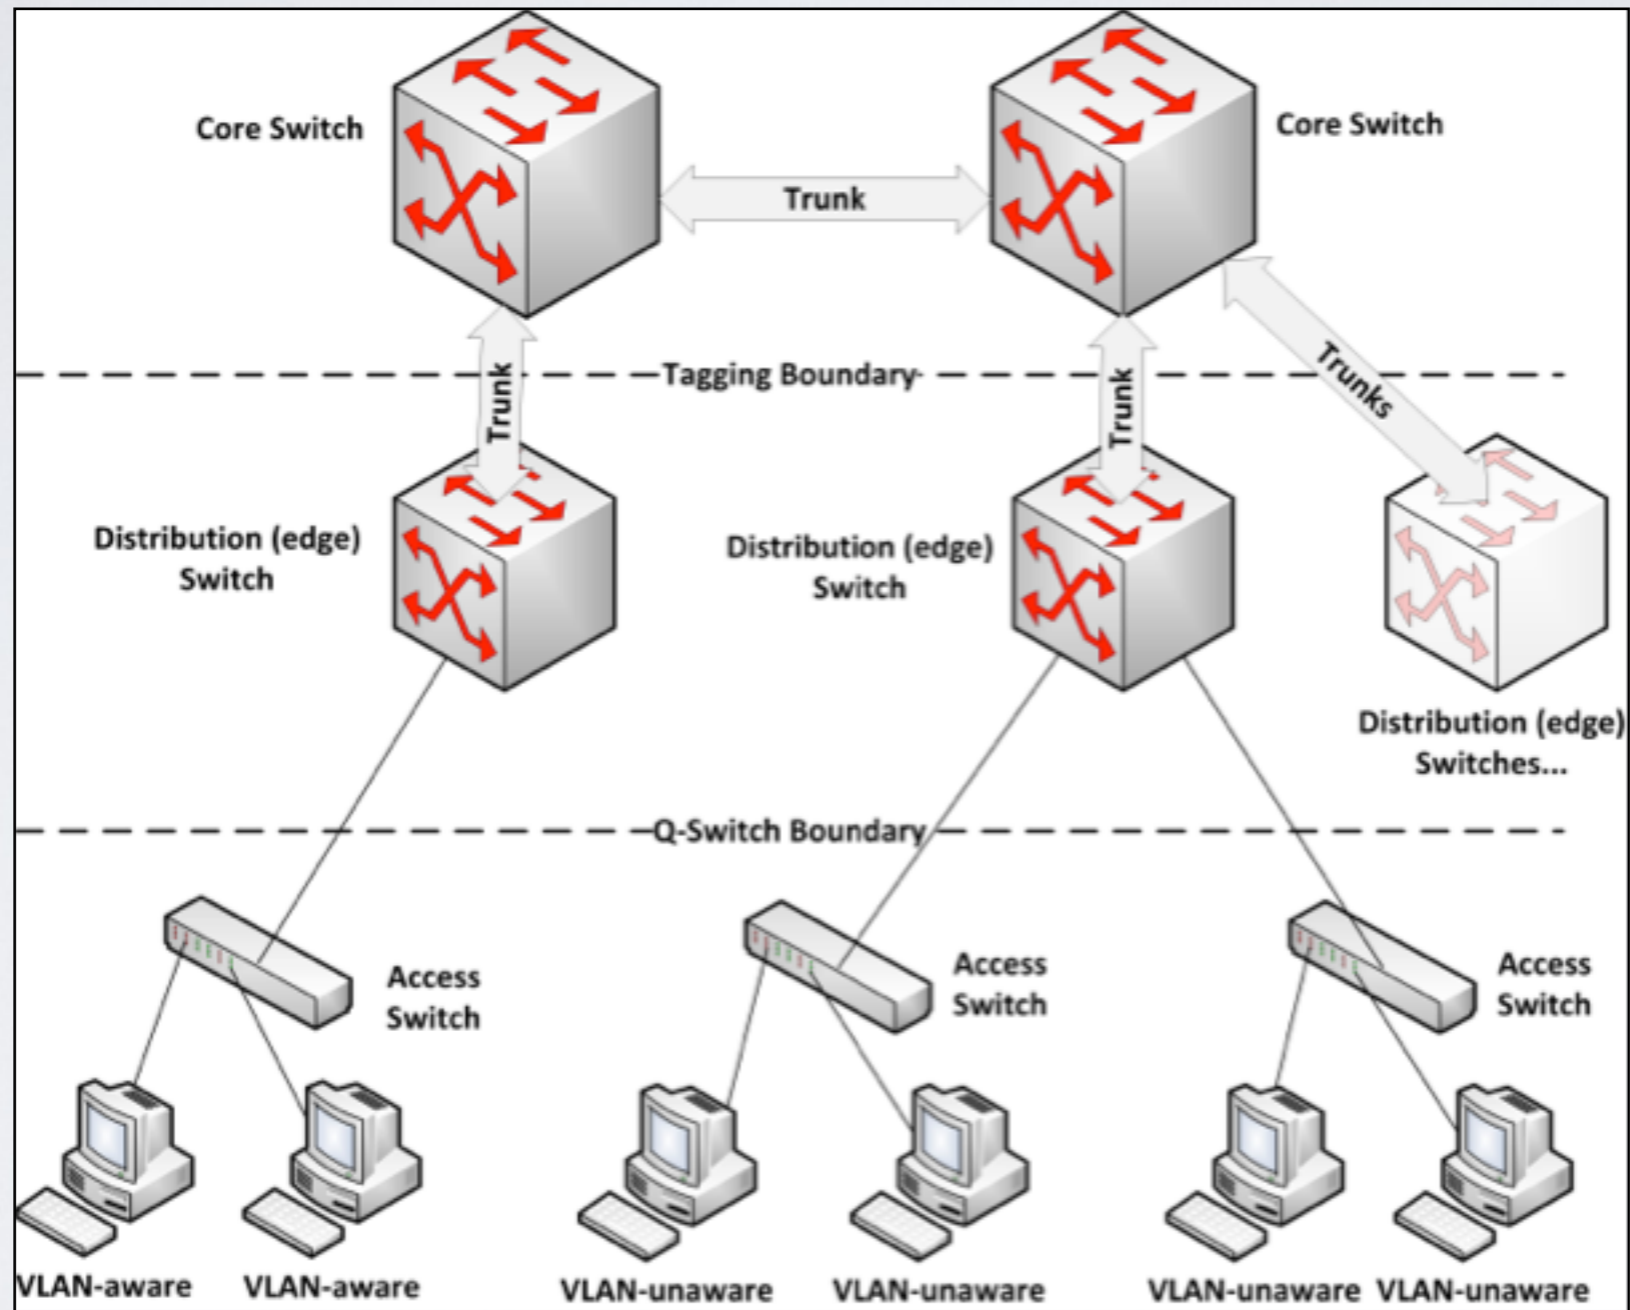 Core Switch
Core Switch
Trunk
Tagging Boundary
Trunk
Trunk
Trunks
Distribution (edge)
Switch
Distribution (edge)
Switch
Distribution (edge)
Switches...
Q-Switch Boundary
Access
Switch
Access
Switch
Access
Switch
VLAN-aware
VLAN-aware
VLAN-unaware
VLAN-unaware
VLAN-unaware
VLAN-unaware